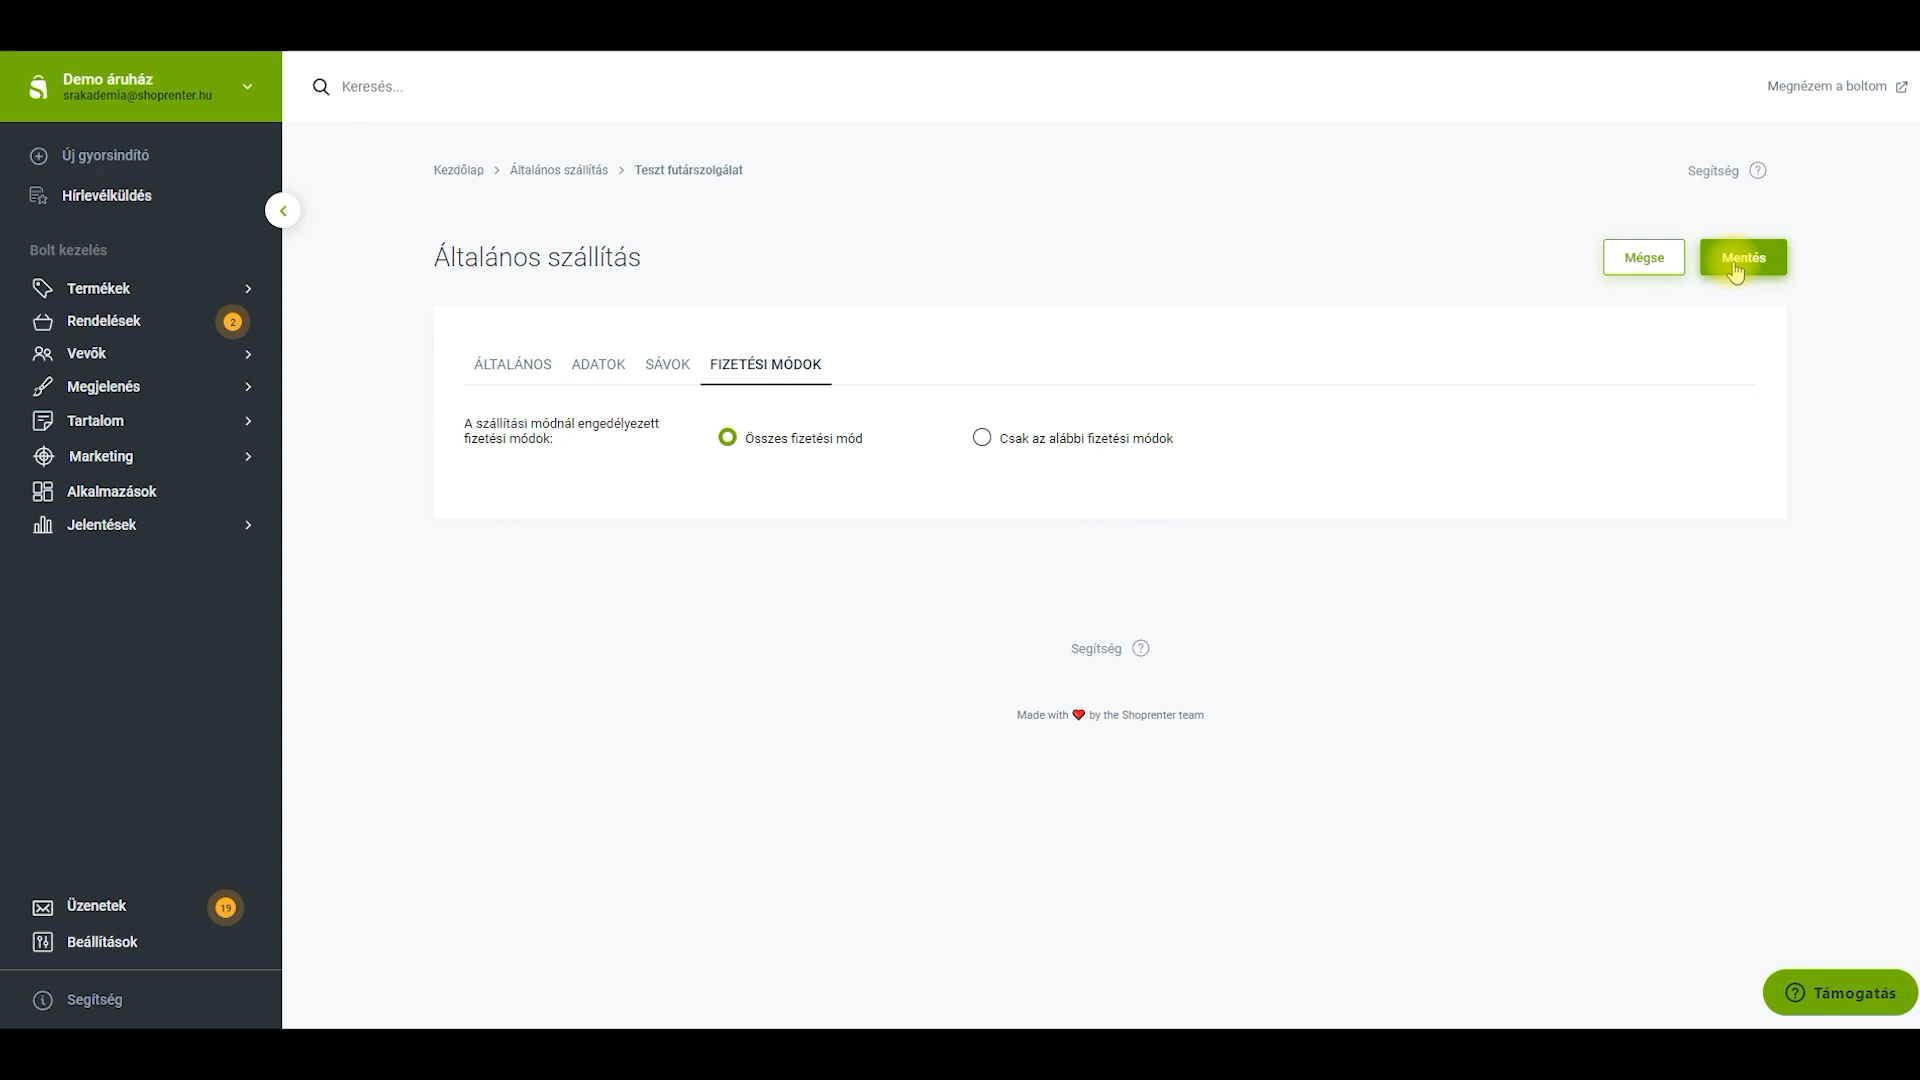 Demo áruház
srakademia@shoprenter.hu
Keresés...
Megnézem a boltom
Új gyorsindító
Hírlevélküldés
Bolt kezelés
Termékek
Rendelések 2
Vevők
Megjelenés
Tartalom
Marketing
Alkalmazások
Jelentések
Üzenetek 19
Beállítások
Segítség
Kezdőlap > Általános szállítás > Teszt futárszolgálat
Segítség ?
Általános szállítás
Mégse
Mentés
ÁLTALÁNOS ADATOK SÁVOK FIZETÉSI MÓDOK
A szállítási módnál engedélyezett
fizetési módok:
Összes fizetési mód
Csak az alábbi fizetési módok
Segítség ?
Made with ❤ by the Shoprenter team
? Támogatás